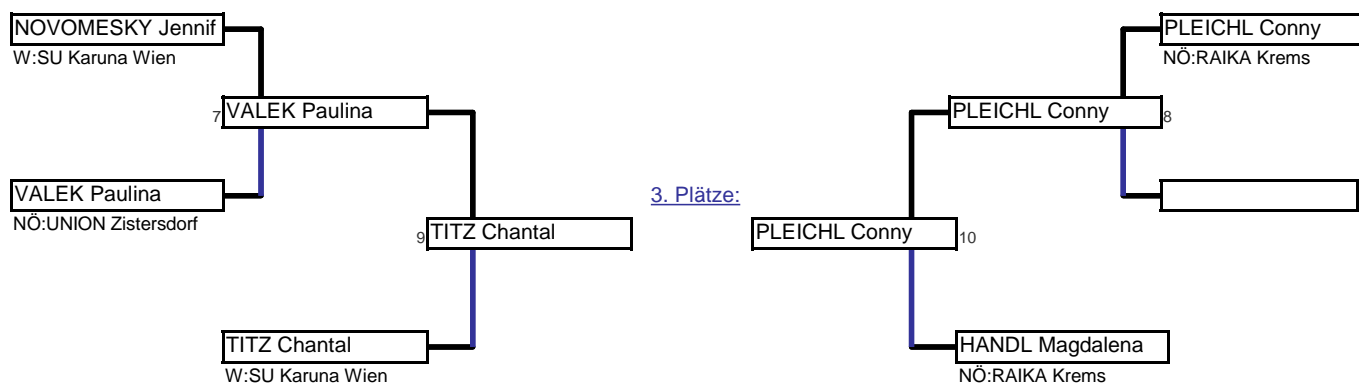 NOVOMESKY Jennif
W:SU Karuna Wien
PLEICHL Conny
NÖ:RAIKA Krems
7 VALEK Paulina
PLEICHL Conny 8
VALEK Paulina
NÖ:UNION Zistersdorf
3. Plätze:
9 TITZ Chantal
PLEICHL Conny 10
TITZ Chantal
W:SU Karuna Wien
HANDL Magdalena
NÖ:RAIKA Krems